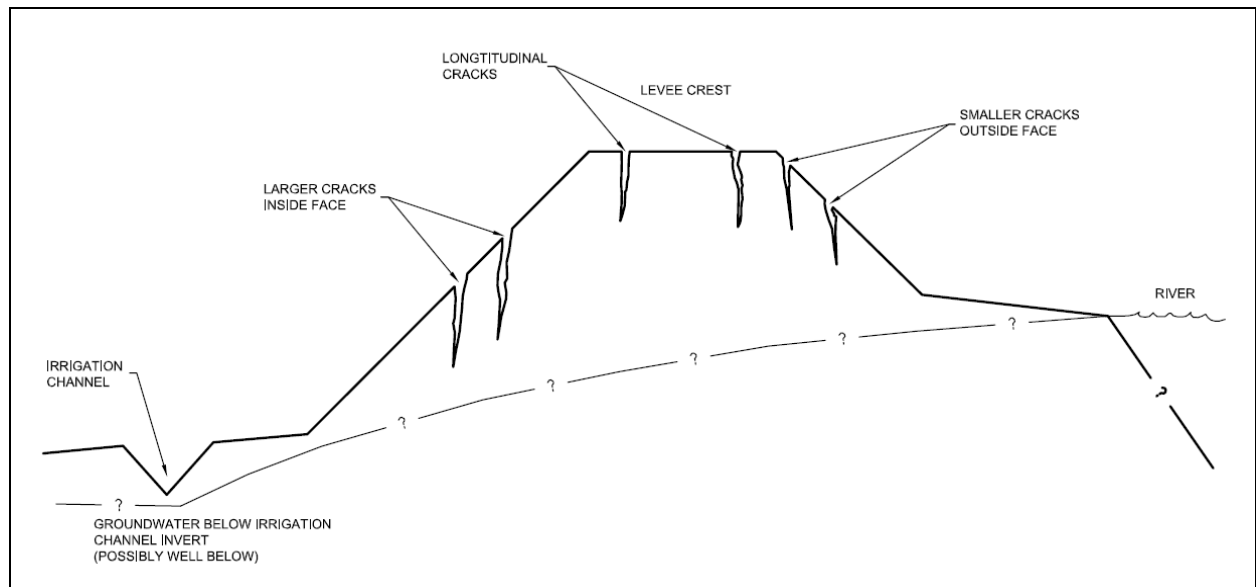 LONGTITUDINAL
CRACKS
LEVEE CREST
SMALLER CRACKS
OUTSIDE FACE
LARGER CRACKS
INSIDE FACE
RIVER
IRRIGATION
CHANNEL
?
?
?
?
?
?
?
GROUNDWATER BELOW IRRIGATION
CHANNEL INVERT
(POSSIBLY WELL BELOW)